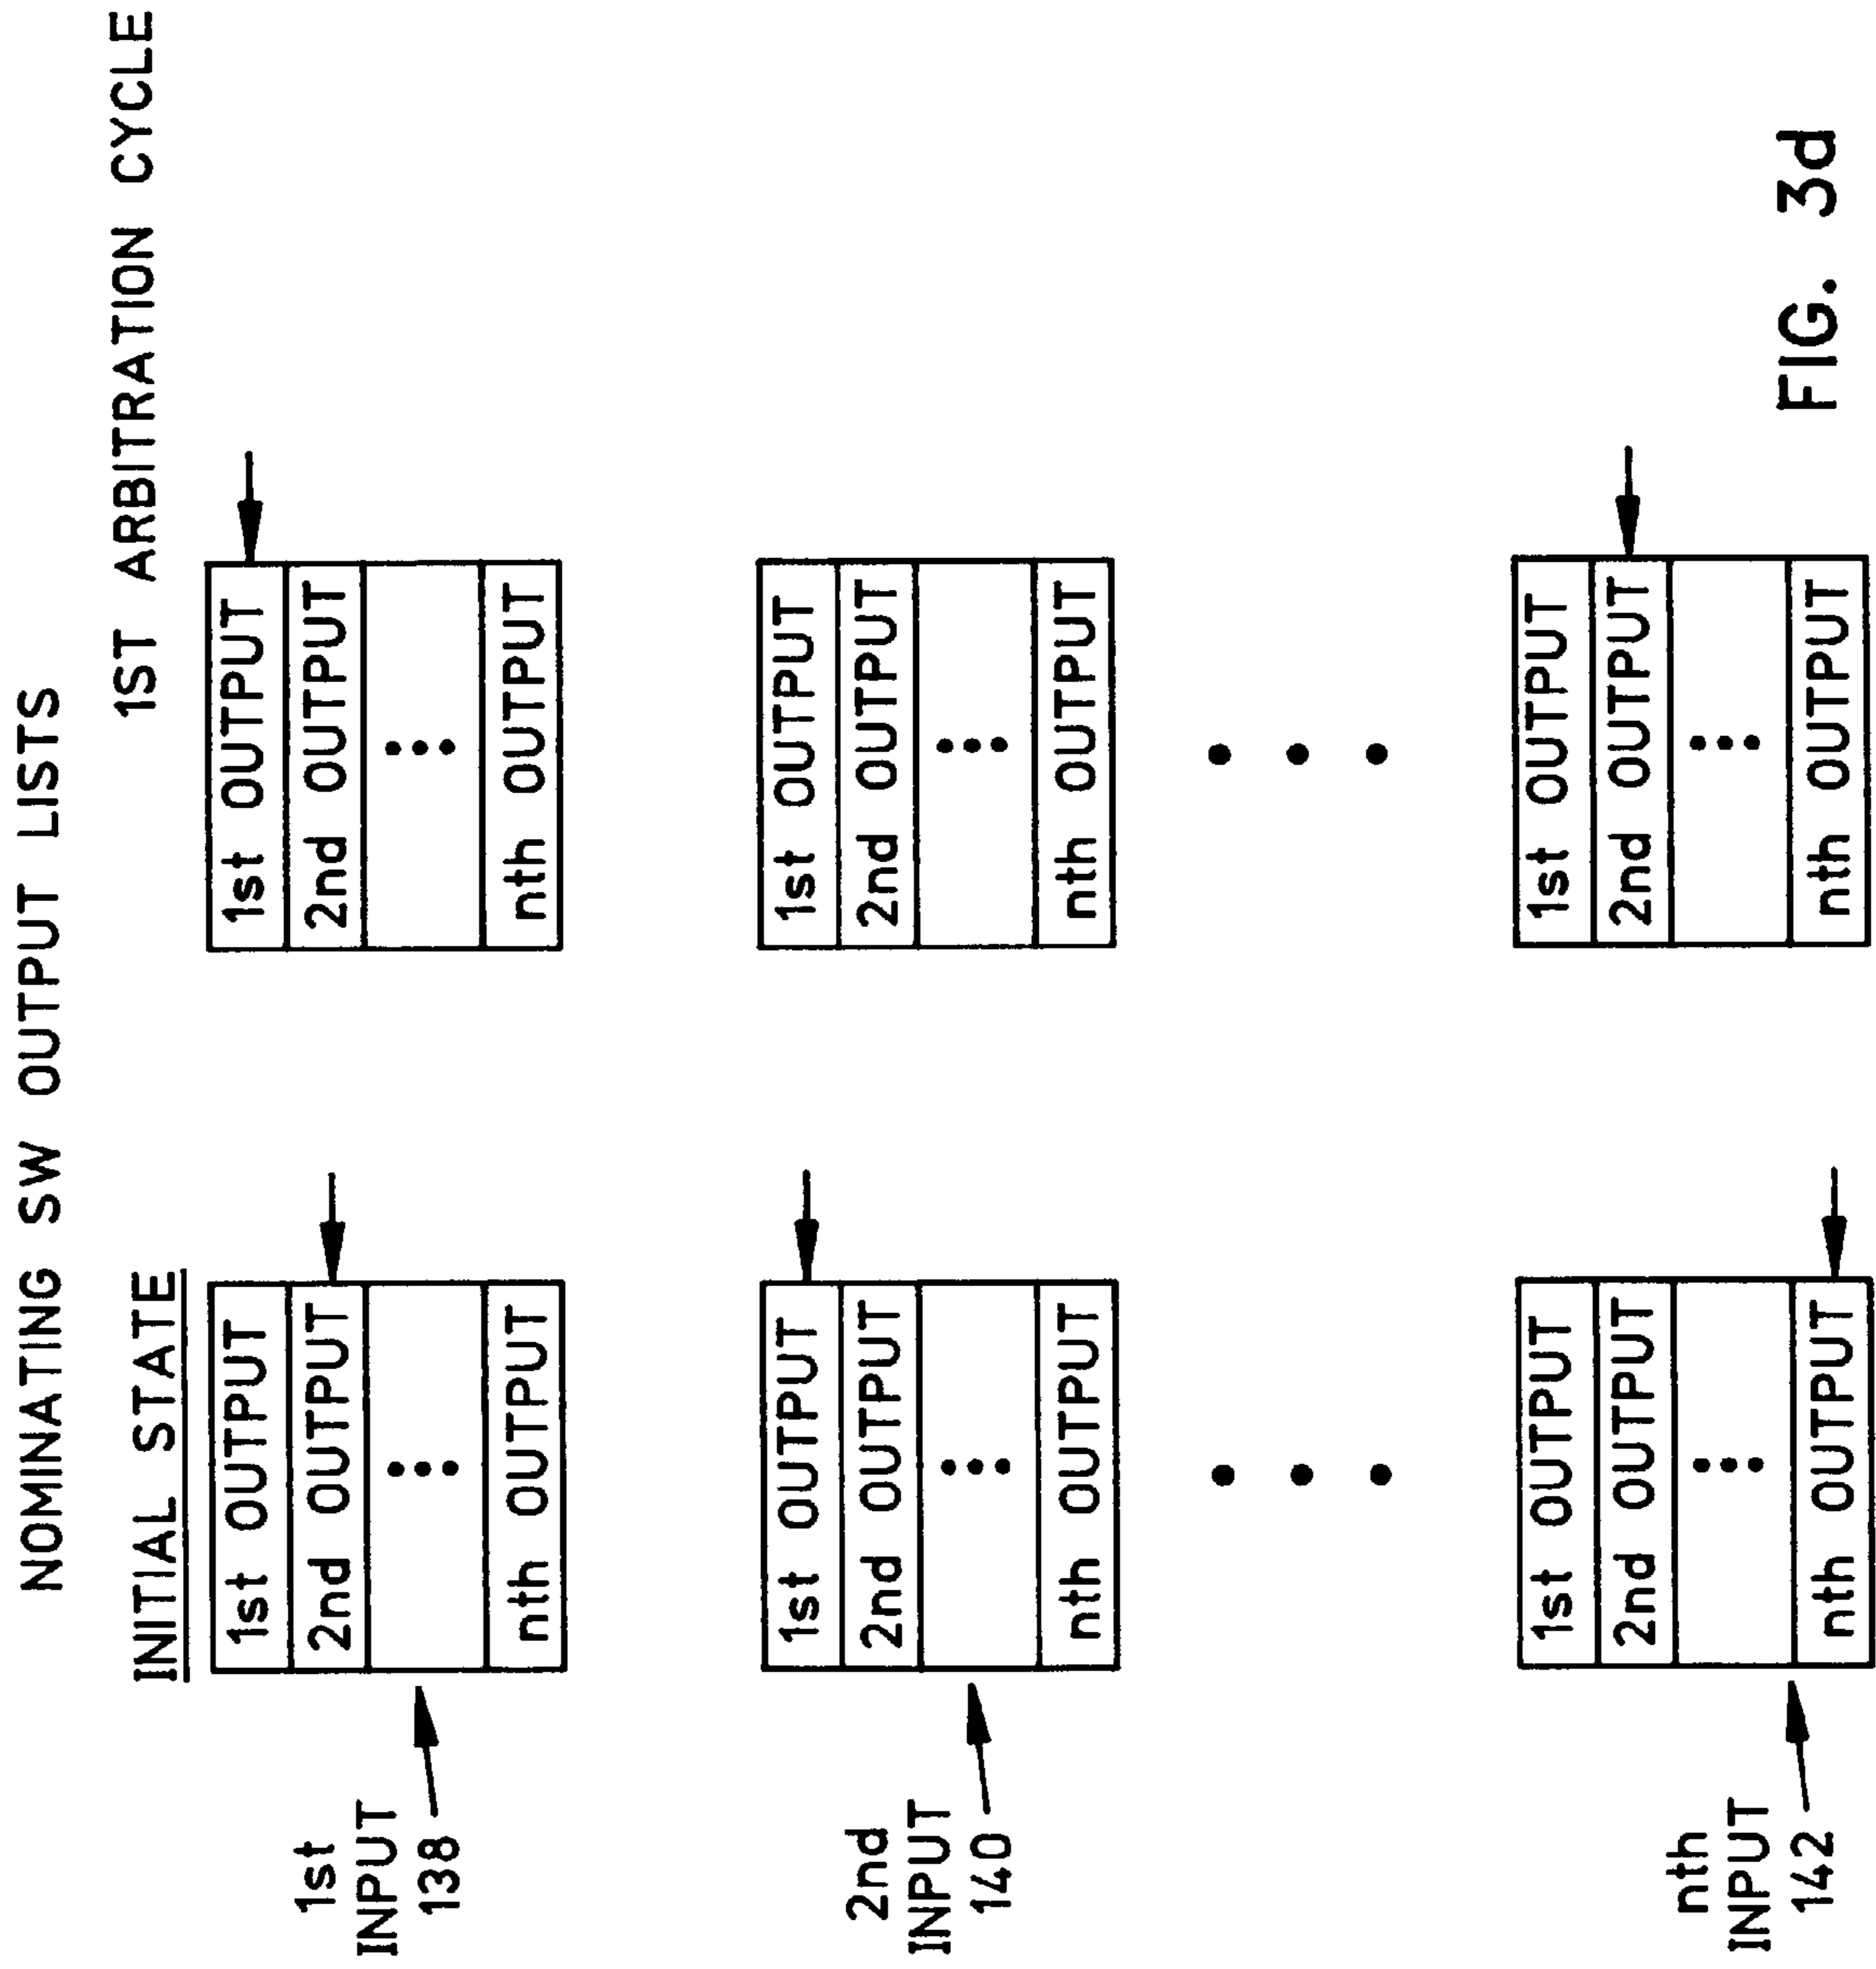 NOMINATING SW OUTPUT LISTS
INITIAL STATE
1ST ARBITRATION CYCLE
1st
INPUT
138
1st OUTPUT
2nd OUTPUT
...
nth OUTPUT
1st OUTPUT
2nd OUTPUT
...
nth OUTPUT
2nd
INPUT
140
1st OUTPUT
2nd OUTPUT
...
nth OUTPUT
1st OUTPUT
2nd OUTPUT
...
nth OUTPUT
nth
INPUT
142
1st OUTPUT
2nd OUTPUT
...
nth OUTPUT
1st OUTPUT
2nd OUTPUT
...
nth OUTPUT
FIG. 3d